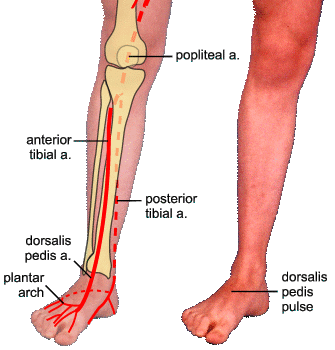 popliteal a.
anterior
tibial a.
posterior
tibial a.
dorsalis
pedis a.
plantar
arch
dorsalis
pedis
pulse